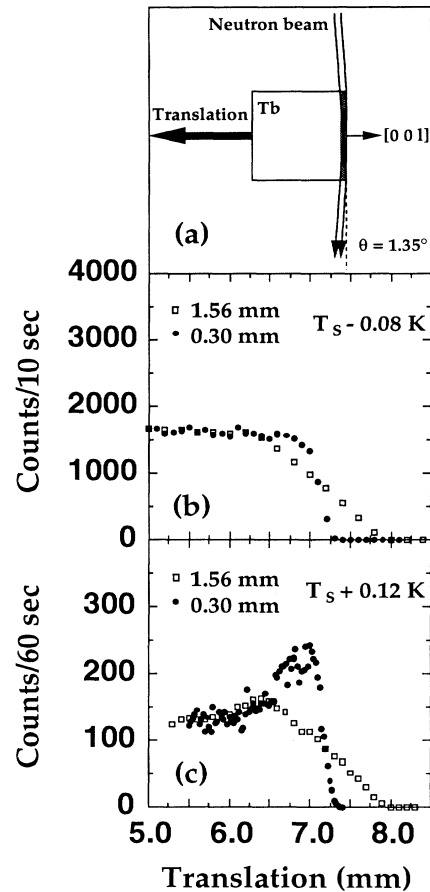 Neutron beam
Tb
Translation
[0 0 1]
(a)
θ = 1.35°
4000
3000
2000
1000
0
Counts/10 sec
□ 1.56 mm
• 0.30 mm
T S - 0.08 K
(b)
300
200
100
0
Counts/60 sec
□ 1.56 mm
• 0.30 mm
T S + 0.12 K
(c)
5.0 6.0 7.0 8.0
Translation (mm)